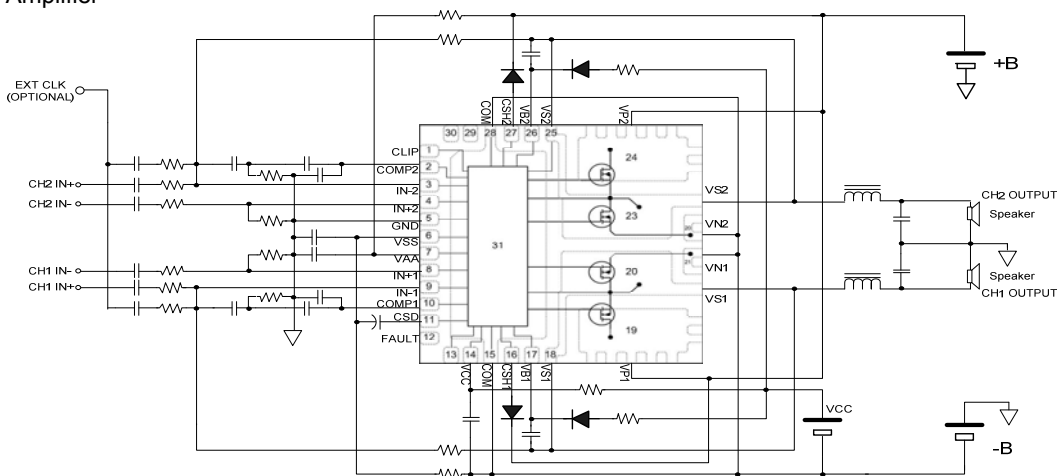 Amplifier
+B
EXT CLK
(OPTIONAL)
COM
CSH2
VB2
VS2
VP2
30 29 28 27 26 25
CLIP
1
COMP2
2
CH2 IN+
IN-2
3
CH2 IN-
4
IN+2
5
GND
6
VSS
7
VAA
CH1 IN-
8
IN+1
CH1 IN+
9
IN-1
10
COMP1
11
CSD
12
FAULT
31
24
23
20
19
VS2
VN2
VN1
VS1
CH2 OUTPUT
Speaker
Speaker
CH1 OUTPUT
13 14 15 16 17 18
VCC
COM
CSH1
VB1
VS1
VP1
VCC
-B